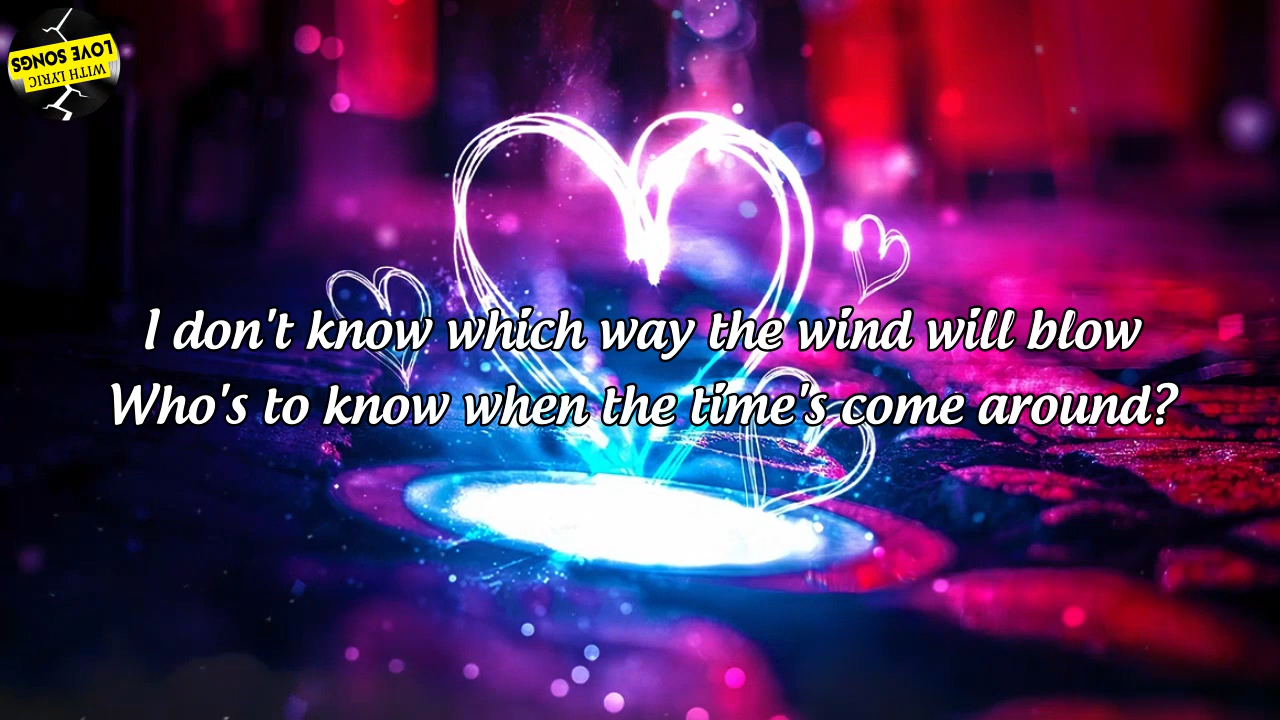 LOVE SONGS
WITH LYRIC
I don't know which way the wind will blow
Who's to know when the time's come around?